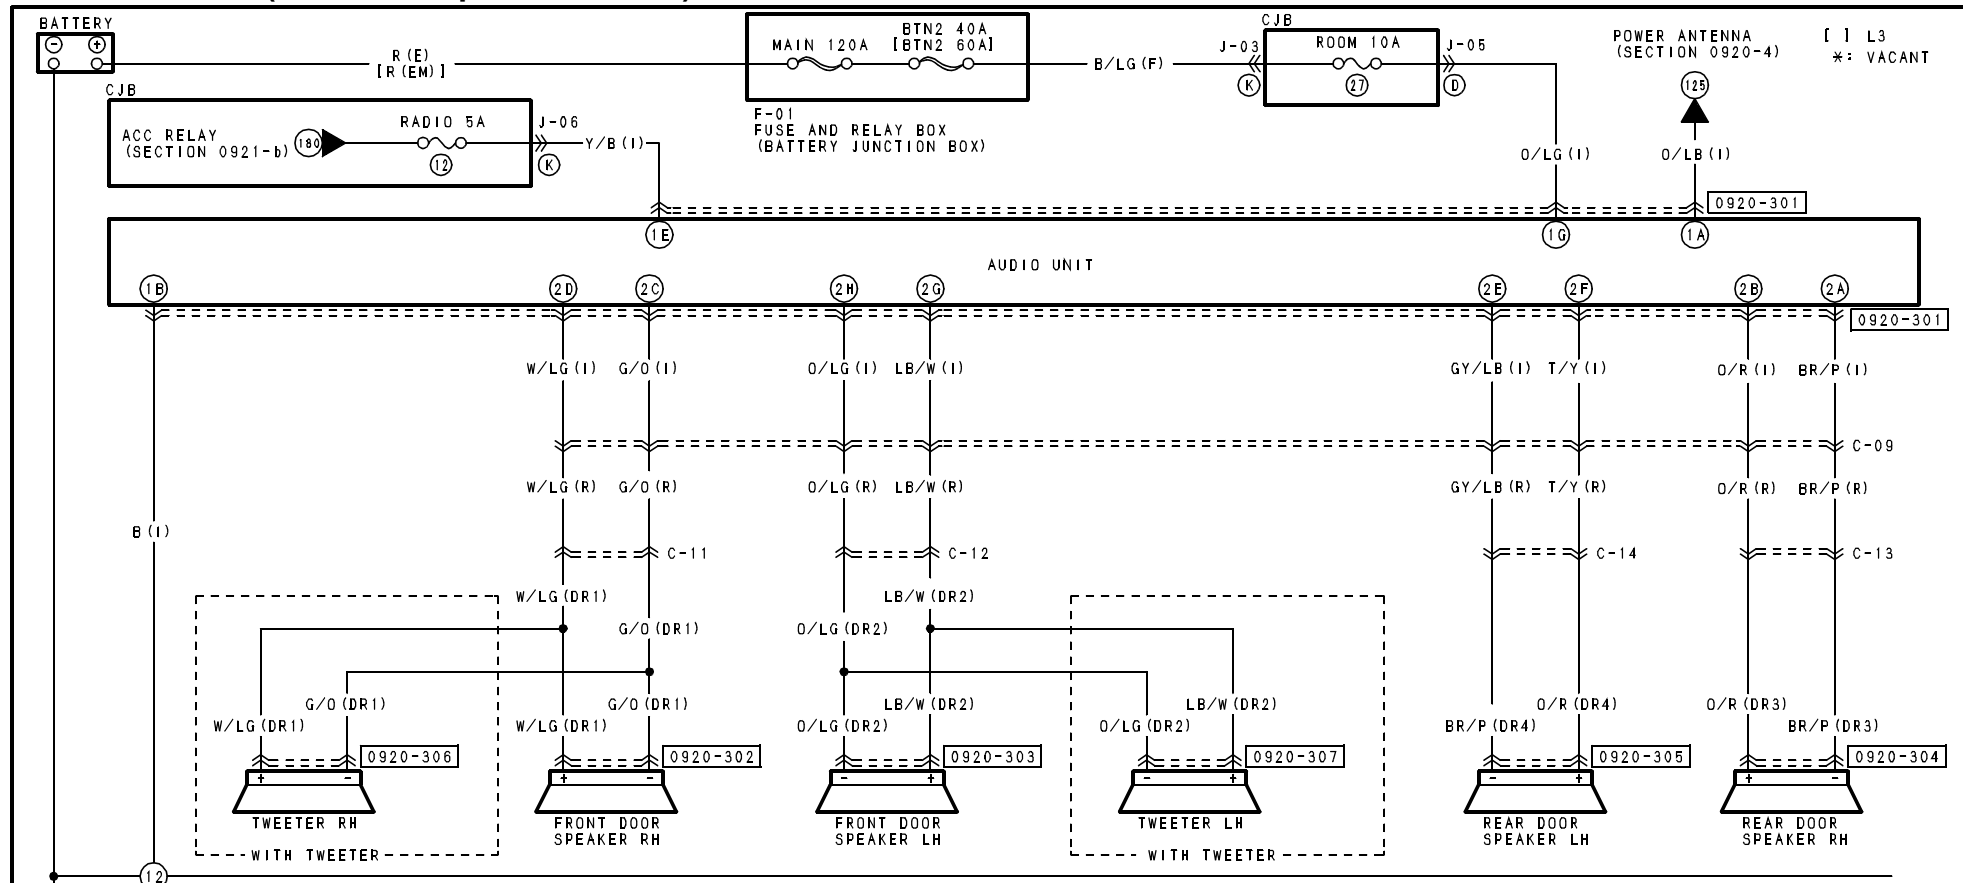 BATTERY
- +
R(E)
[R(EM)]
MAIN 120A
BTN2 40A
[BTN2 60A]
F-01
FUSE AND RELAY BOX
(BATTERY JUNCTION BOX)
B/LG(F)
J-03
K
CJB
ROOM 10A
27
J-05
D
POWER ANTENNA
(SECTION 0920-4)
125
[ ] L3
*: VACANT
CJB
ACC RELAY
(SECTION 0921-b)
180
RADIO 5A
12
J-06
K
Y/B(I)
O/LG(I)
O/LB(I)
0920-301
1E
1G
1A
AUDIO UNIT
1B
2D
2C
2H
2G
2E
2F
2B
2A
0920-301
W/LG(I)
G/O(I)
O/LG(I)
LB/W(I)
GY/LB(I)
T/Y(I)
O/R(I)
BR/P(I)
C-09
W/LG(R)
G/O(R)
O/LG(R)
LB/W(R)
GY/LB(R)
T/Y(R)
O/R(R)
BR/P(R)
B(I)
C-11
C-12
C-14
C-13
W/LG(DR1)
LB/W(DR2)
G/O(DR1)
O/LG(DR2)
G/O(DR1)
G/O(DR1)
LB/W(DR2)
LB/W(DR2)
O/R(DR4)
O/R(DR3)
W/LG(DR1)
W/LG(DR1)
O/LG(DR2)
O/LG(DR2)
BR/P(DR4)
BR/P(DR3)
0920-306
0920-302
0920-303
0920-307
0920-305
0920-304
+ -
+ -
- +
- +
- +
+ -
TWEETER RH
FRONT DOOR
SPEAKER RH
FRONT DOOR
SPEAKER LH
TWEETER LH
REAR DOOR
SPEAKER LH
REAR DOOR
SPEAKER RH
WITH TWEETER
WITH TWEETER
12